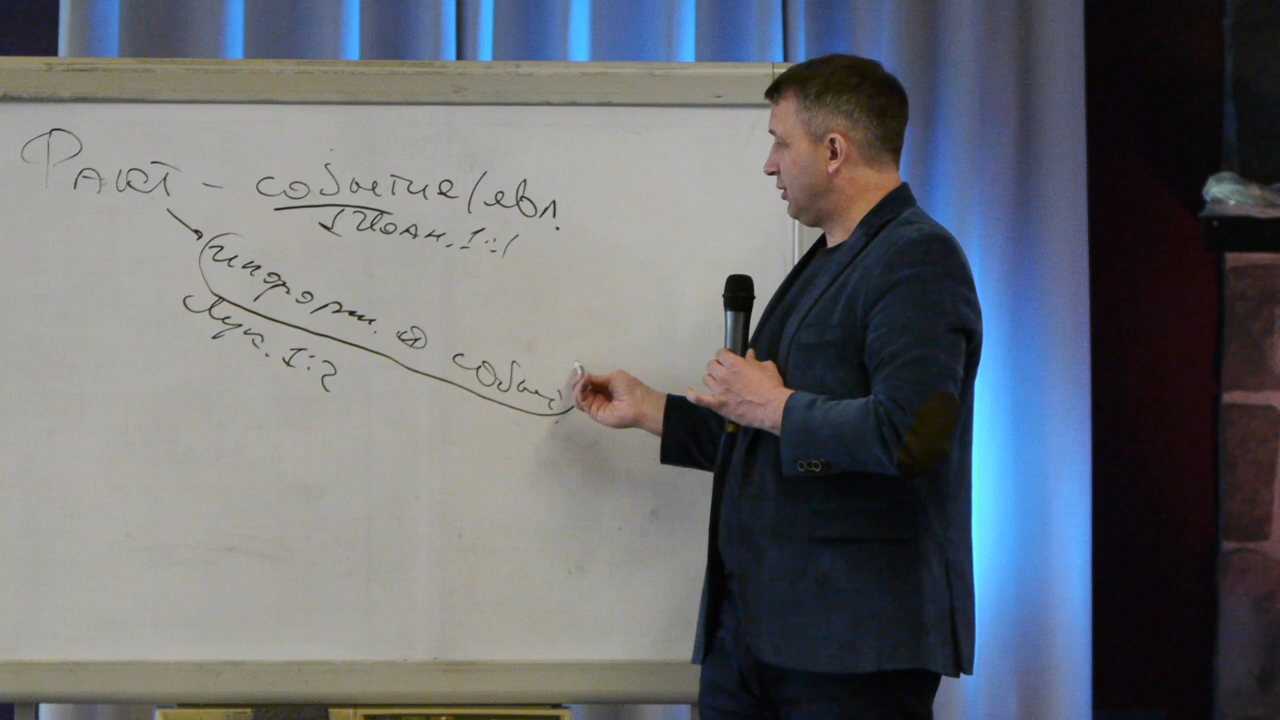 Факт - событие/явл.
1 Иоан. 1:1
информ. о событ
Лук. 1:2